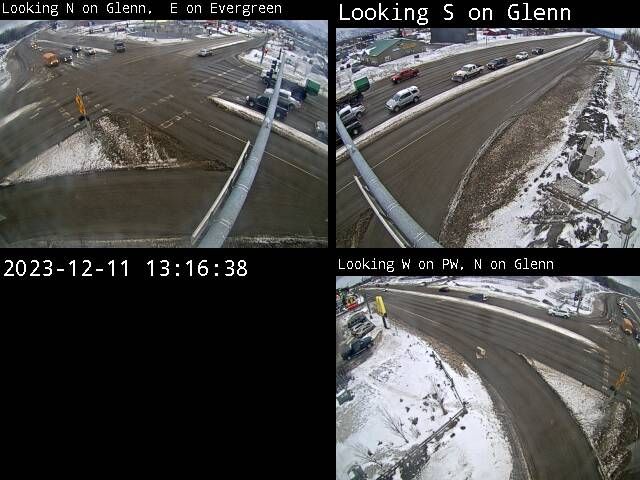 Looking N on Glenn,  E on Evergreen
Looking S on Glenn
2023-12-11 13:16:38
Looking W on PW, N on Glenn